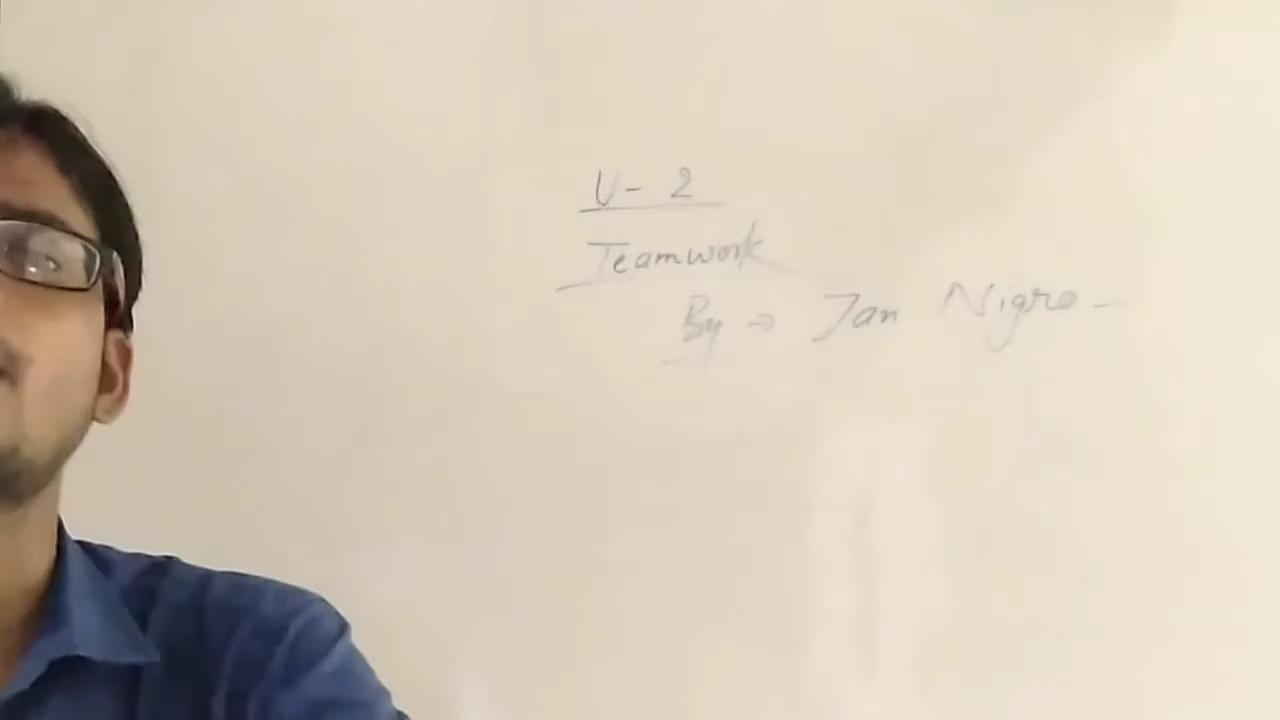 U - 2
Teamwork
By → Jan Nigro -